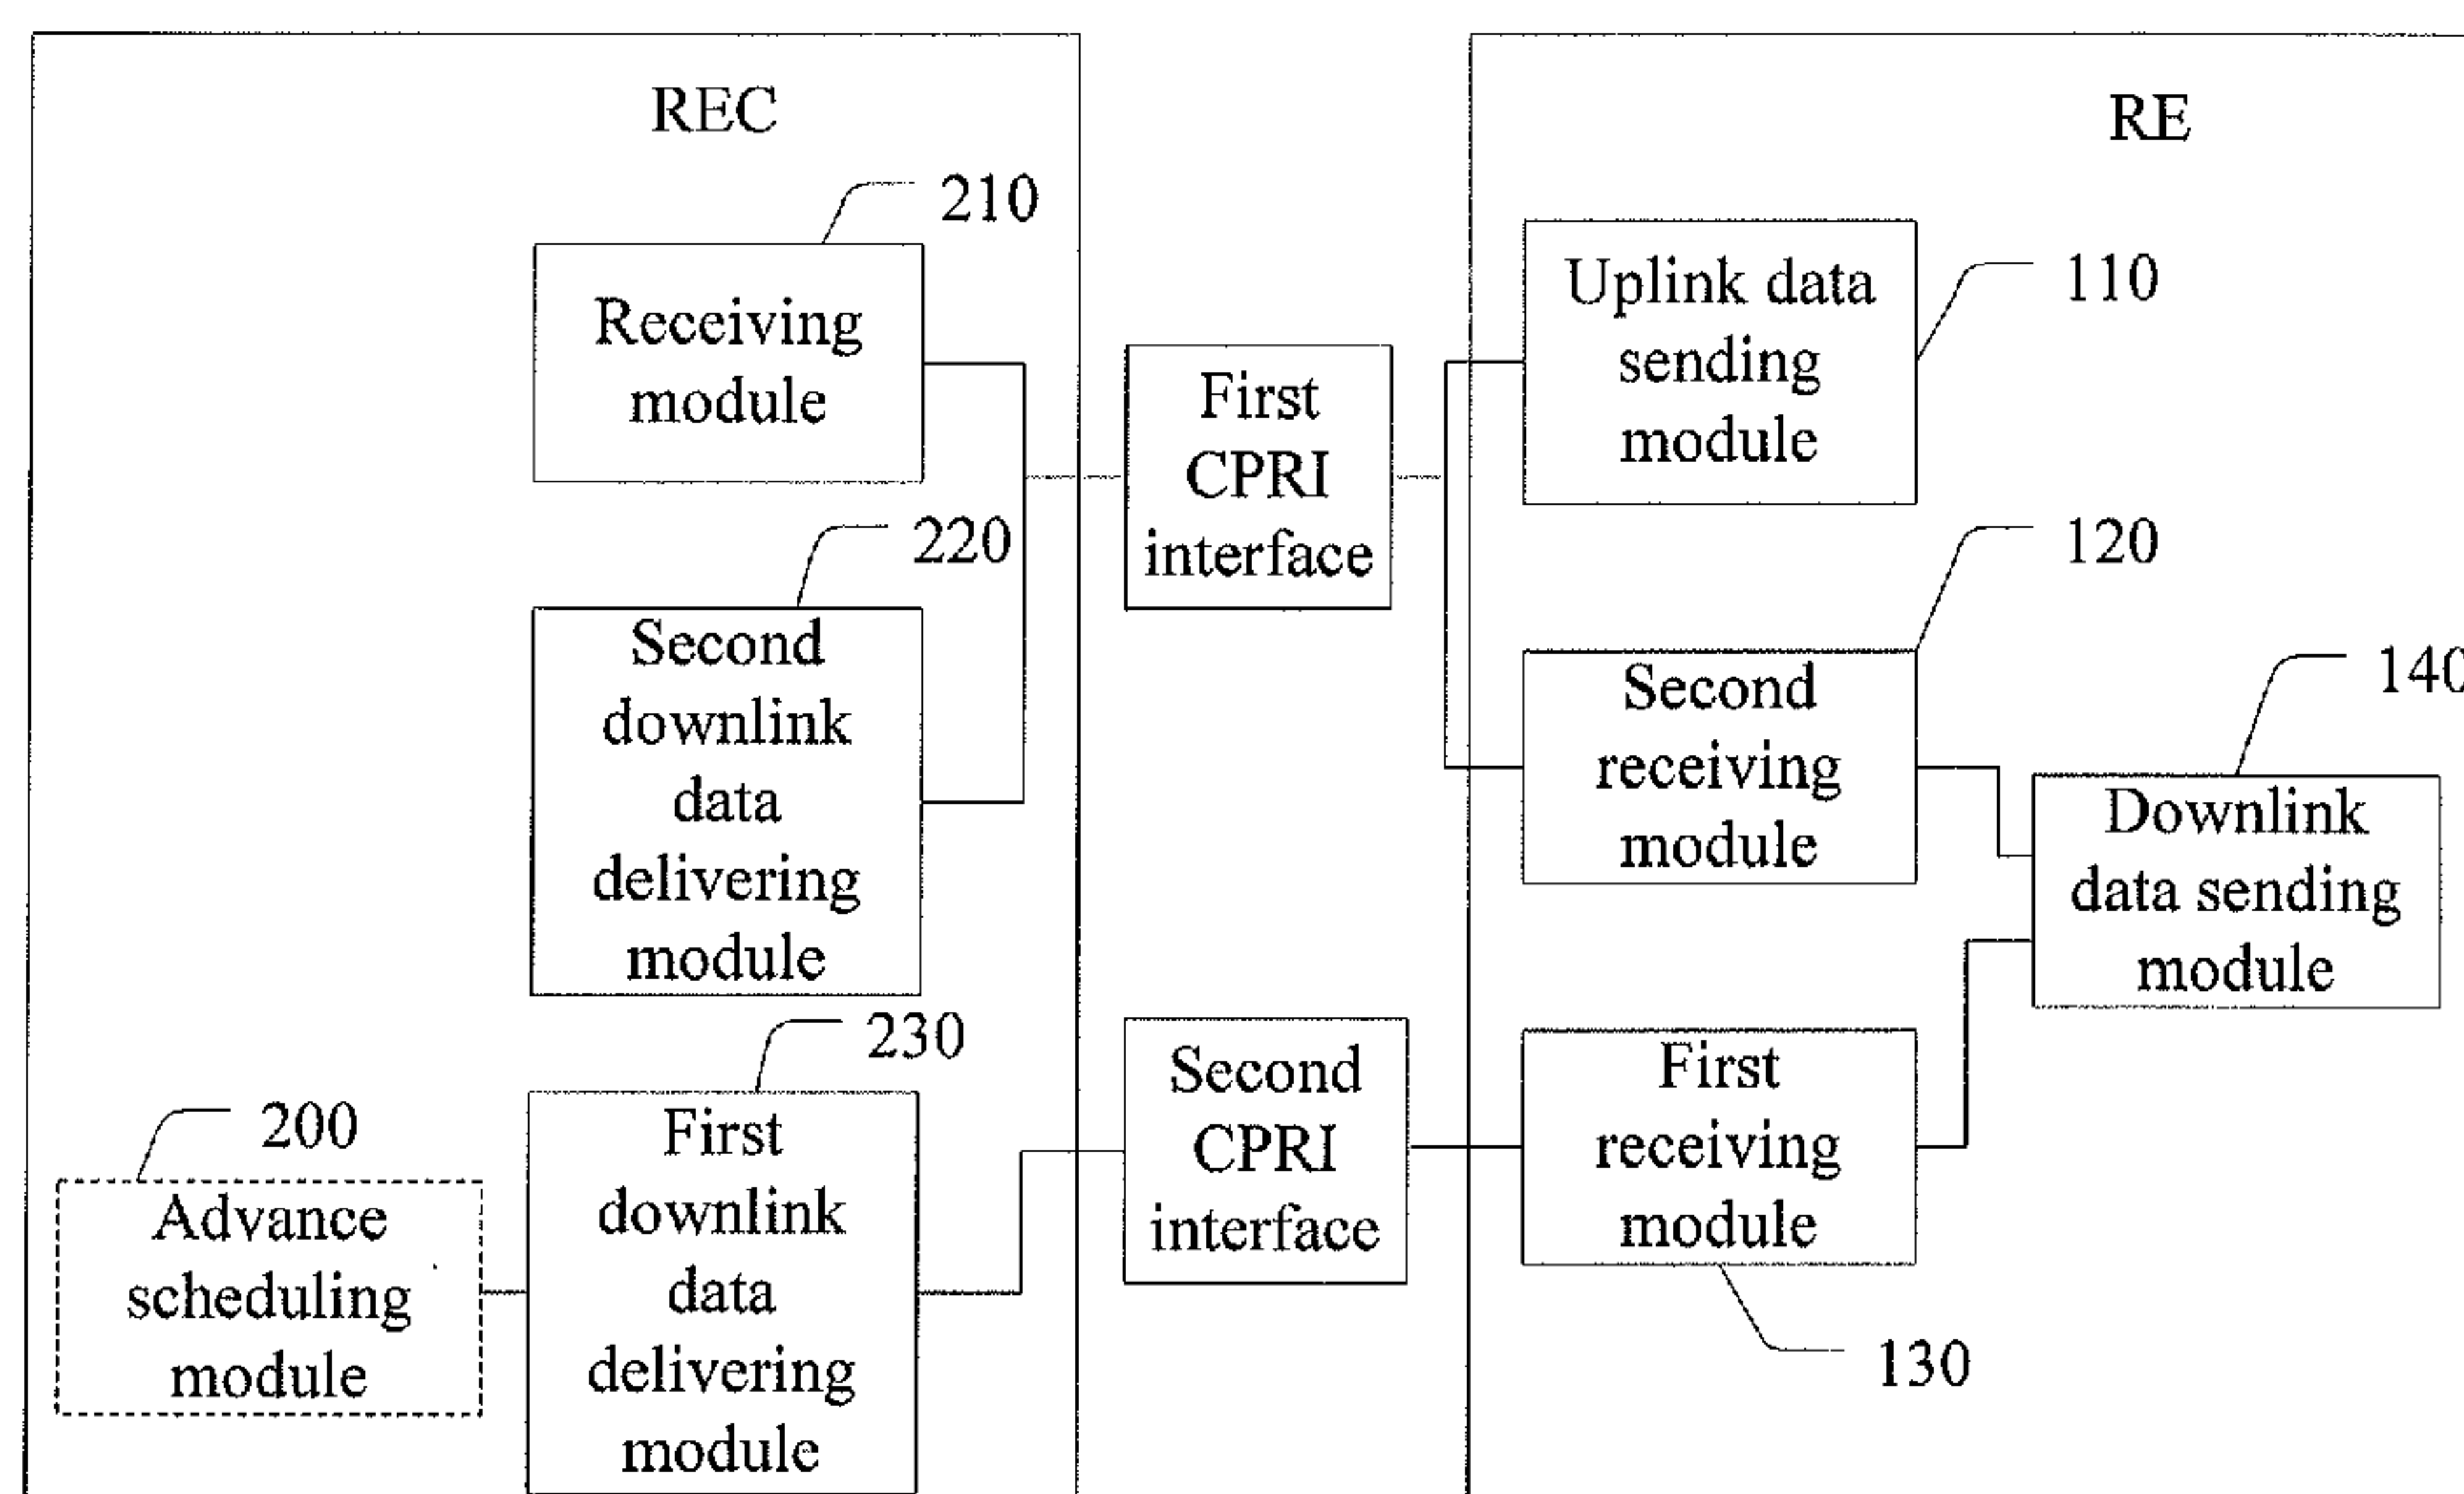 REC
RE
210
Receiving
module
220
Second
downlink
data
delivering
module
230
First
downlink
data
delivering
module
200
Advance
scheduling
module
First
CPRI
interface
Second
CPRI
interface
Uplink data
sending
module
110
120
Second
receiving
module
140
Downlink
data sending
module
First
receiving
module
130